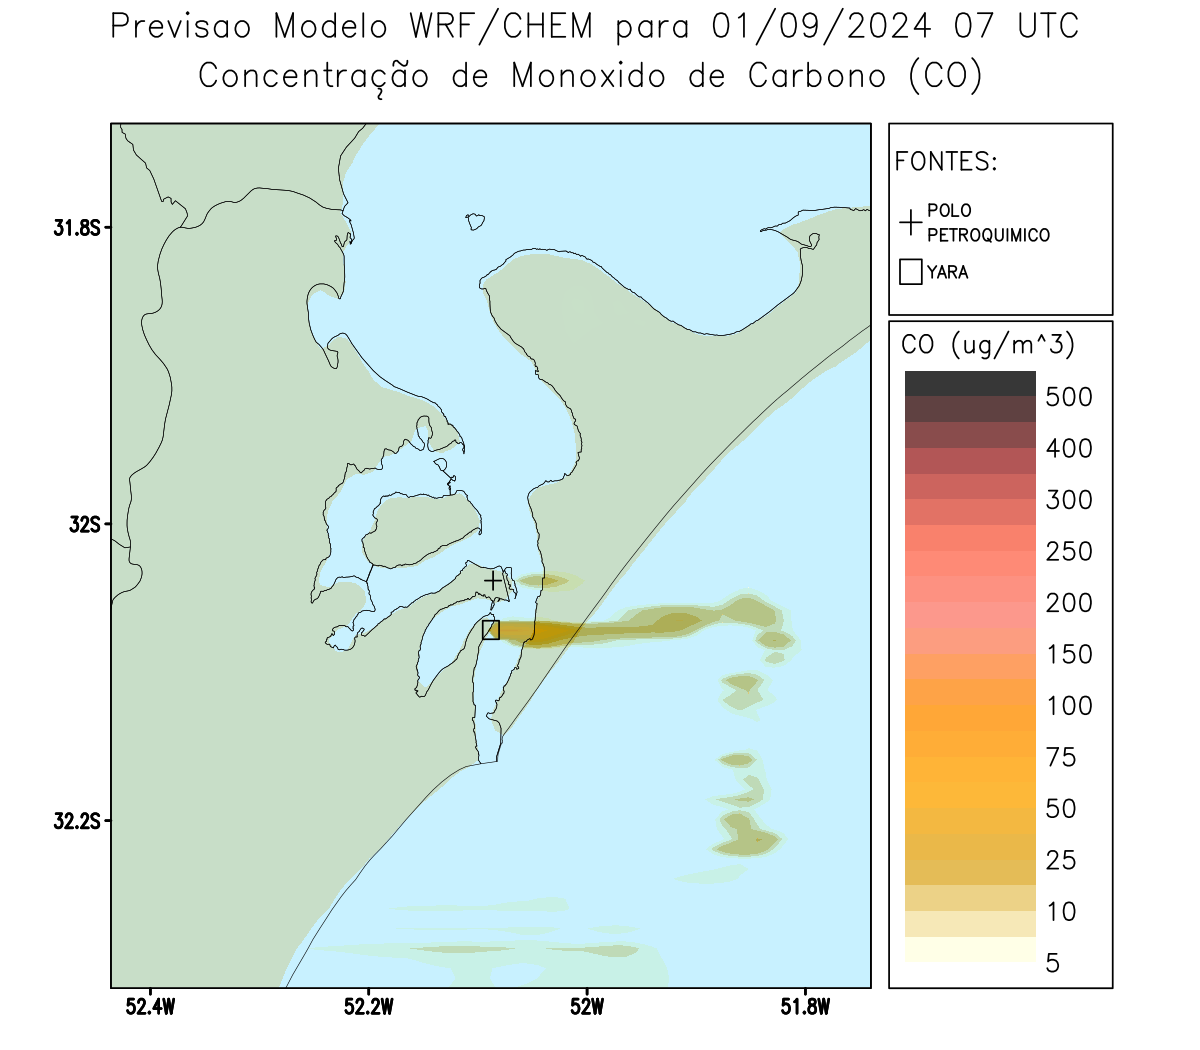 Previsao Modelo WRF/CHEM para 01/09/2024 07 UTC
Concentração de Monoxido de Carbono (CO)
FONTES:
POLO
PETROQUIMICO
YARA
CO (ug/m^3)
500
400
300
250
200
150
100
75
50
25
10
5
31.8S
32S
32.2S
52.4W
52.2W
52W
51.8W